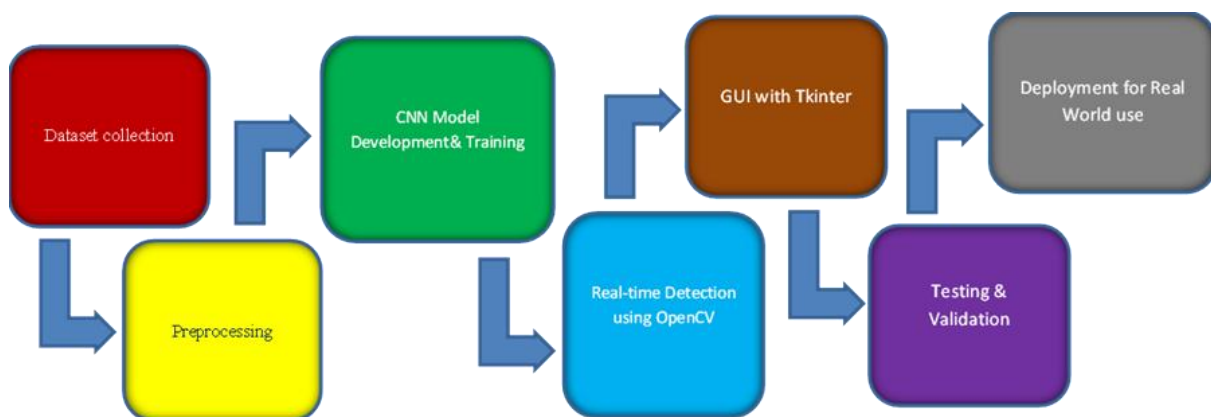 Dataset collection
Preprocessing
CNN Model
Development& Training
Real-time Detection
using OpenCV
GUI with Tkinter
Testing &
Validation
Deployment for Real
World use